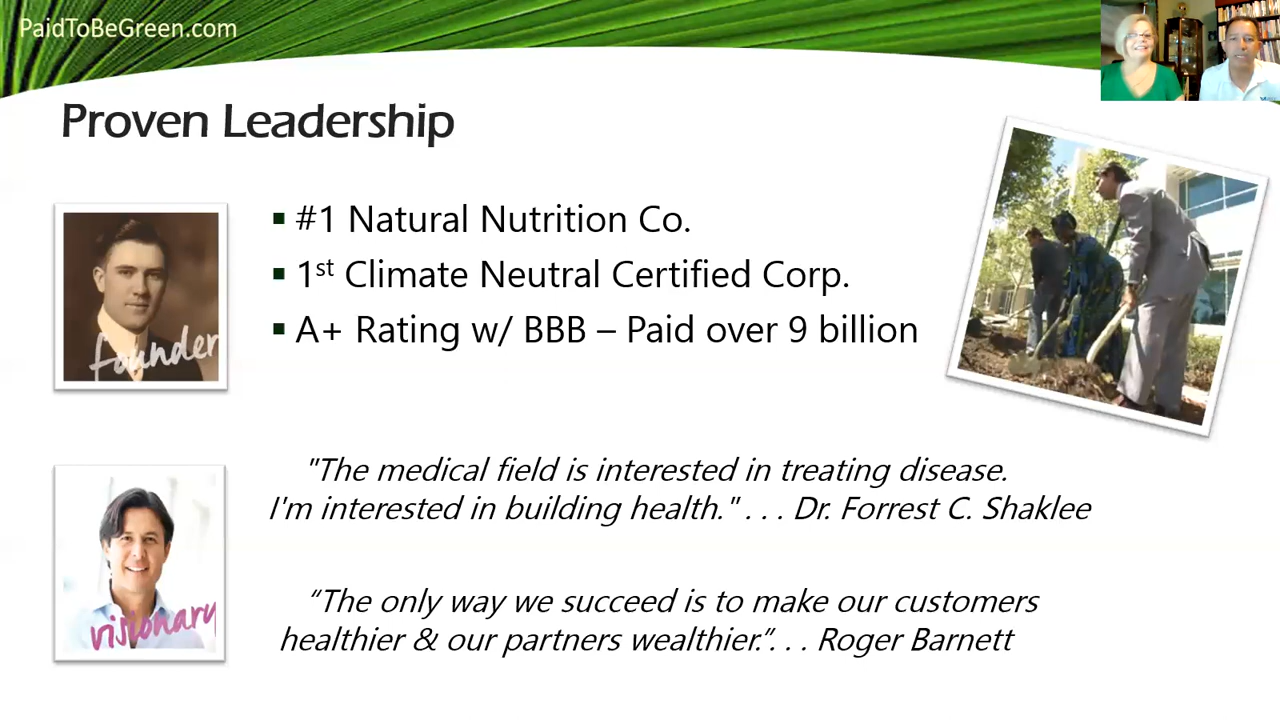 PaidToBeGreen.com
Proven Leadership
founder
▪ #1 Natural Nutrition Co.
▪ 1st Climate Neutral Certified Corp.
▪ A+ Rating w/ BBB – Paid over 9 billion
"The medical field is interested in treating disease.
I'm interested in building health." . . . Dr. Forrest C. Shaklee
visionary
“The only way we succeed is to make our customers
healthier & our partners wealthier.”. . . Roger Barnett